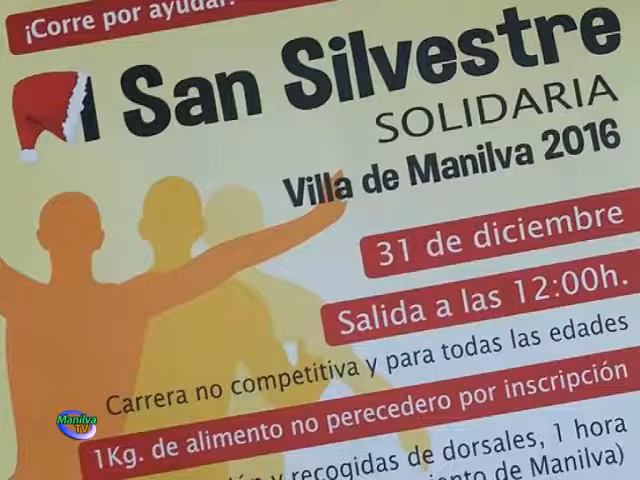 ¡Corre por ayudar!
I San Silvestre
SOLIDARIA
Villa de Manilva 2016
31 de diciembre
Salida a las 12:00h.
Carrera no competitiva y para todas las edades
1Kg. de alimento no perecedero por inscripción
y recogidas de dorsales, 1 hora
de Manilva)
Manilva
TV